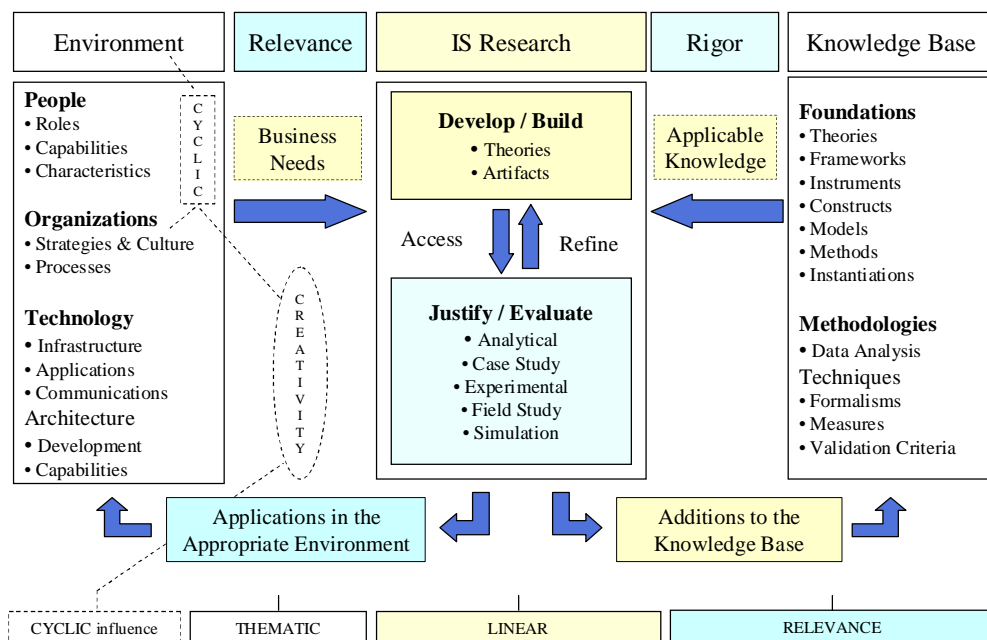 Environment
Relevance
IS Research
Rigor
Knowledge Base
People
• Roles
• Capabilities
• Characteristics
Organizations
• Strategies & Culture
• Processes
Technology
• Infrastructure
• Applications
• Communications
Architecture
• Development
• Capabilities
CYCLIC
CREATIVITY
Business
Needs
Develop / Build
• Theories
• Artifacts
Access
Refine
Justify / Evaluate
• Analytical
• Case Study
• Experimental
• Field Study
• Simulation
Applicable
Knowledge
Foundations
• Theories
• Frameworks
• Instruments
• Constructs
• Models
• Methods
• Instantiations
Methodologies
• Data Analysis
Techniques
• Formalisms
• Measures
• Validation Criteria
Applications in the
Appropriate Environment
Additions to the
Knowledge Base
CYCLIC influence
THEMATIC
LINEAR
RELEVANCE